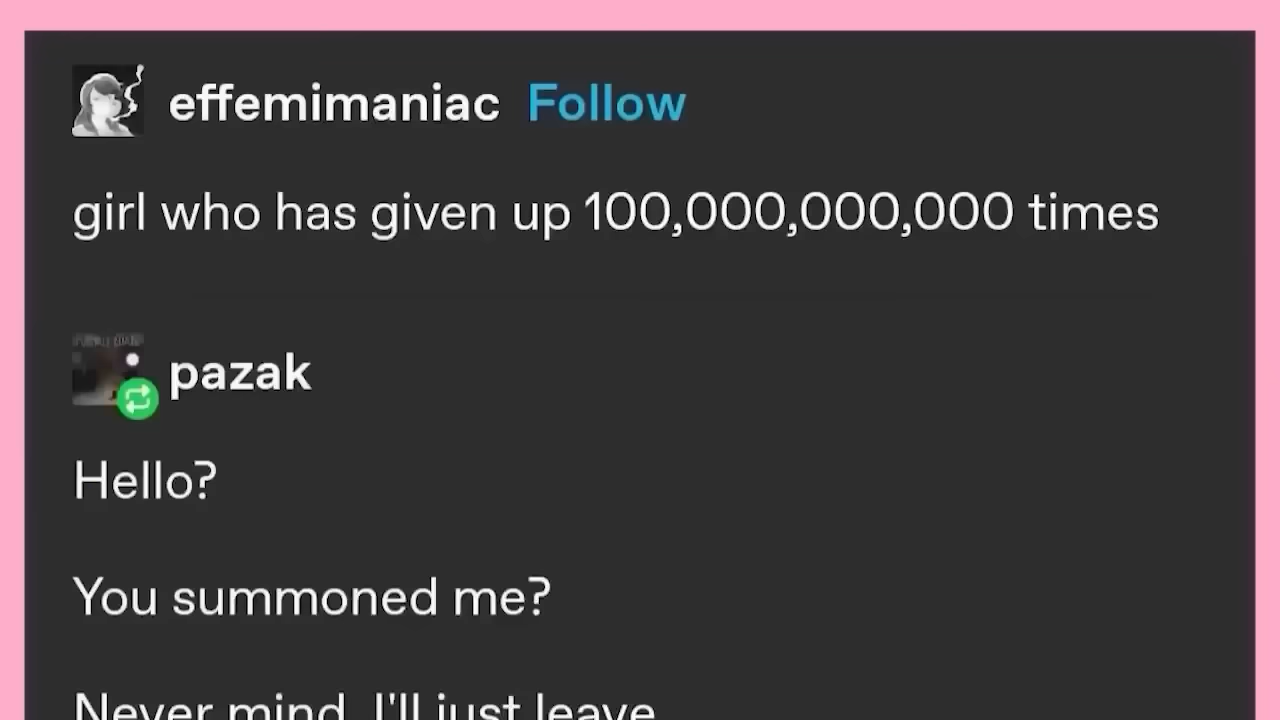 effemimaniac Follow
girl who has given up 100,000,000,000 times
pazak
Hello?
You summoned me?
Never mind, I'll just leave